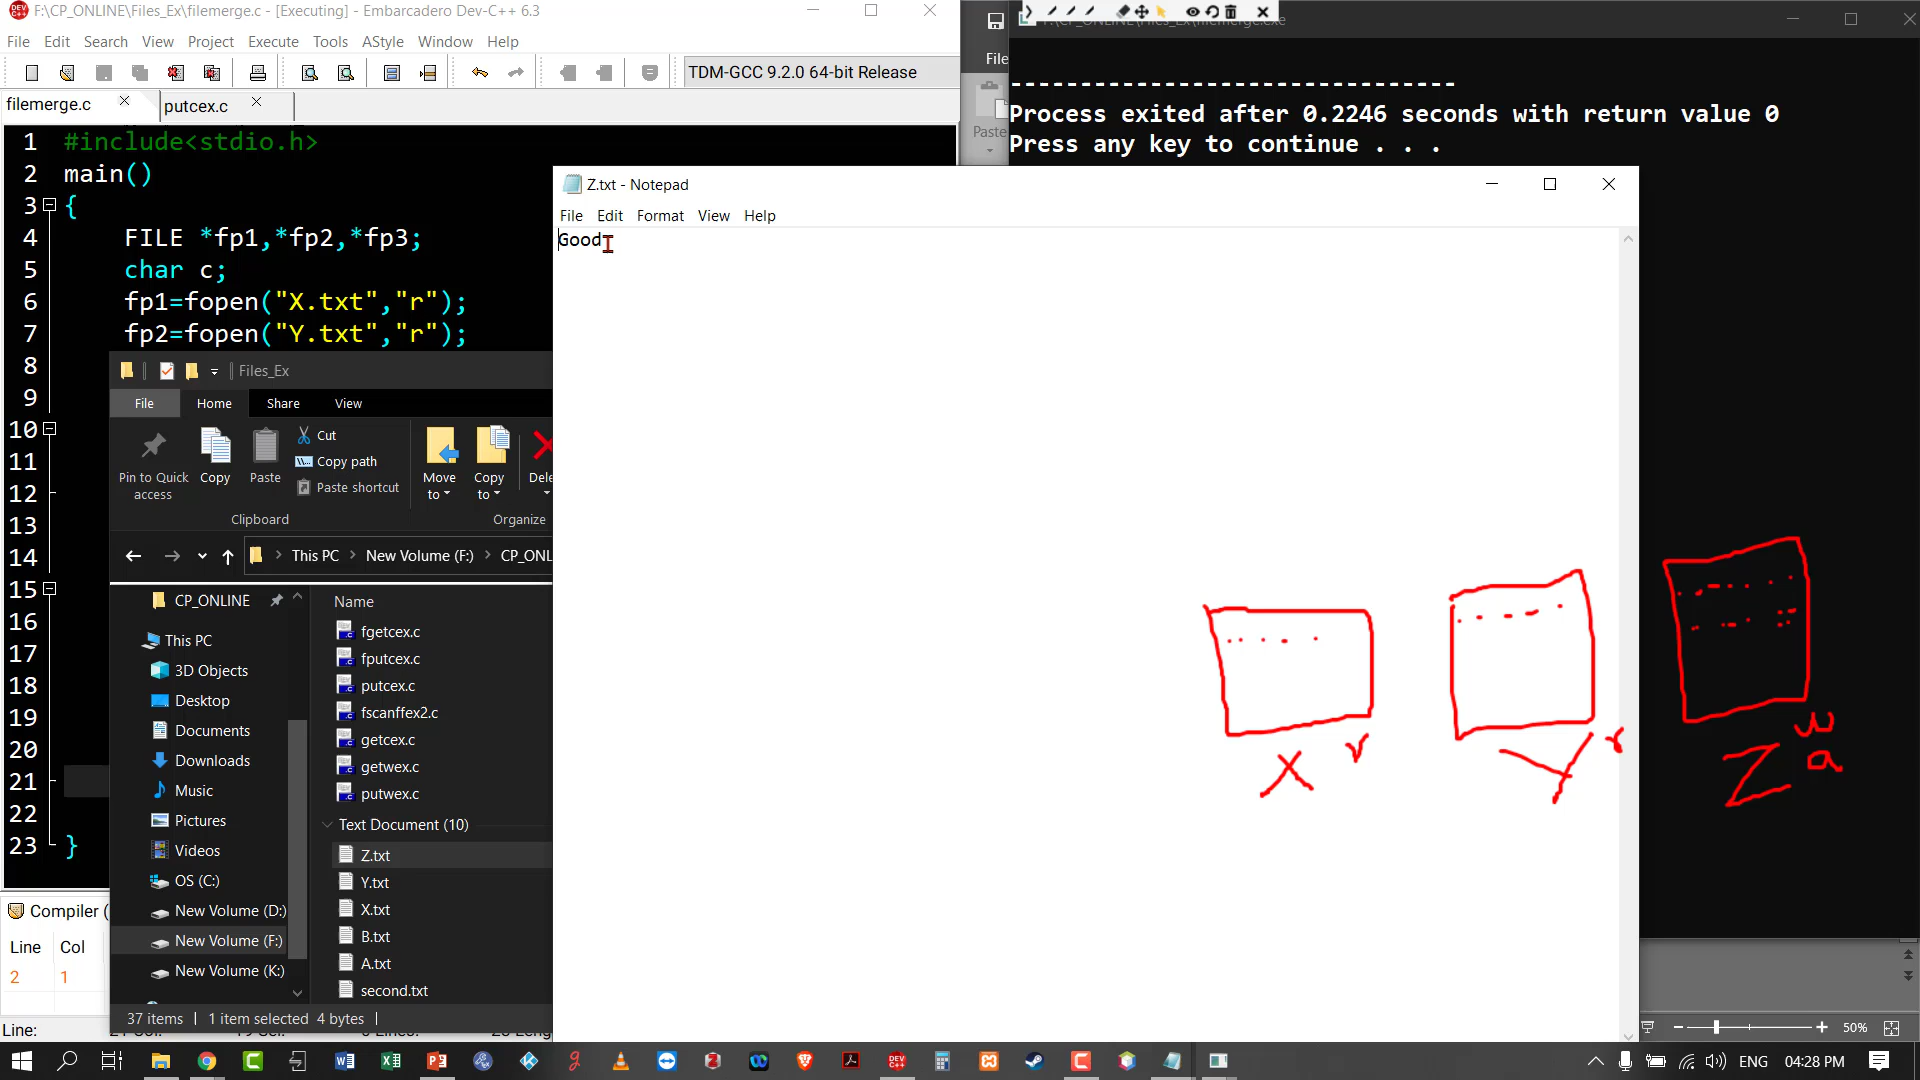 F:\CP_ONLINE\Files_Ex\filemerge.c - [Executing] - Embarcadero Dev-C++ 6.3
File Edit Search View Project Execute Tools AStyle Window Help
TDM-GCC 9.2.0 64-bit Release
filemerge.c putcex.c
1 #include<stdio.h>
2 main()
3 {
4 FILE *fp1,*fp2,*fp3;
5 char c;
6 fp1=fopen("X.txt","r");
7 fp2=fopen("Y.txt","r");
8
9
10
11
12
13
14
15
16
17
18
19
20
21
22
23 }
Compiler (
Line Col
2 1
Line:
File
Paste
F:\CP_ONLINE\Files_Ex\filemerge.exe
--------------------------------
Process exited after 0.2246 seconds with return value 0
Press any key to continue . . .
Z.txt - Notepad
File Edit Format View Help
Good
Files_Ex
File Home Share View
Pin to Quick access
Copy
Paste
Cut
Copy path
Paste shortcut
Move to
Copy to
Dele
Clipboard
Organize
This PC New Volume (F:) CP_ONL
CP_ONLINE
This PC
3D Objects
Desktop
Documents
Downloads
Music
Pictures
Videos
OS (C:)
New Volume (D:)
New Volume (F:)
New Volume (K:)
Name
fgetcex.c
fputcex.c
putcex.c
fscanffex2.c
getcex.c
getwex.c
putwex.c
Text Document (10)
Z.txt
Y.txt
X.txt
B.txt
A.txt
second.txt
37 items 1 item selected 4 bytes
X r
Y r
Z w
a
50%
ENG 04:28 PM